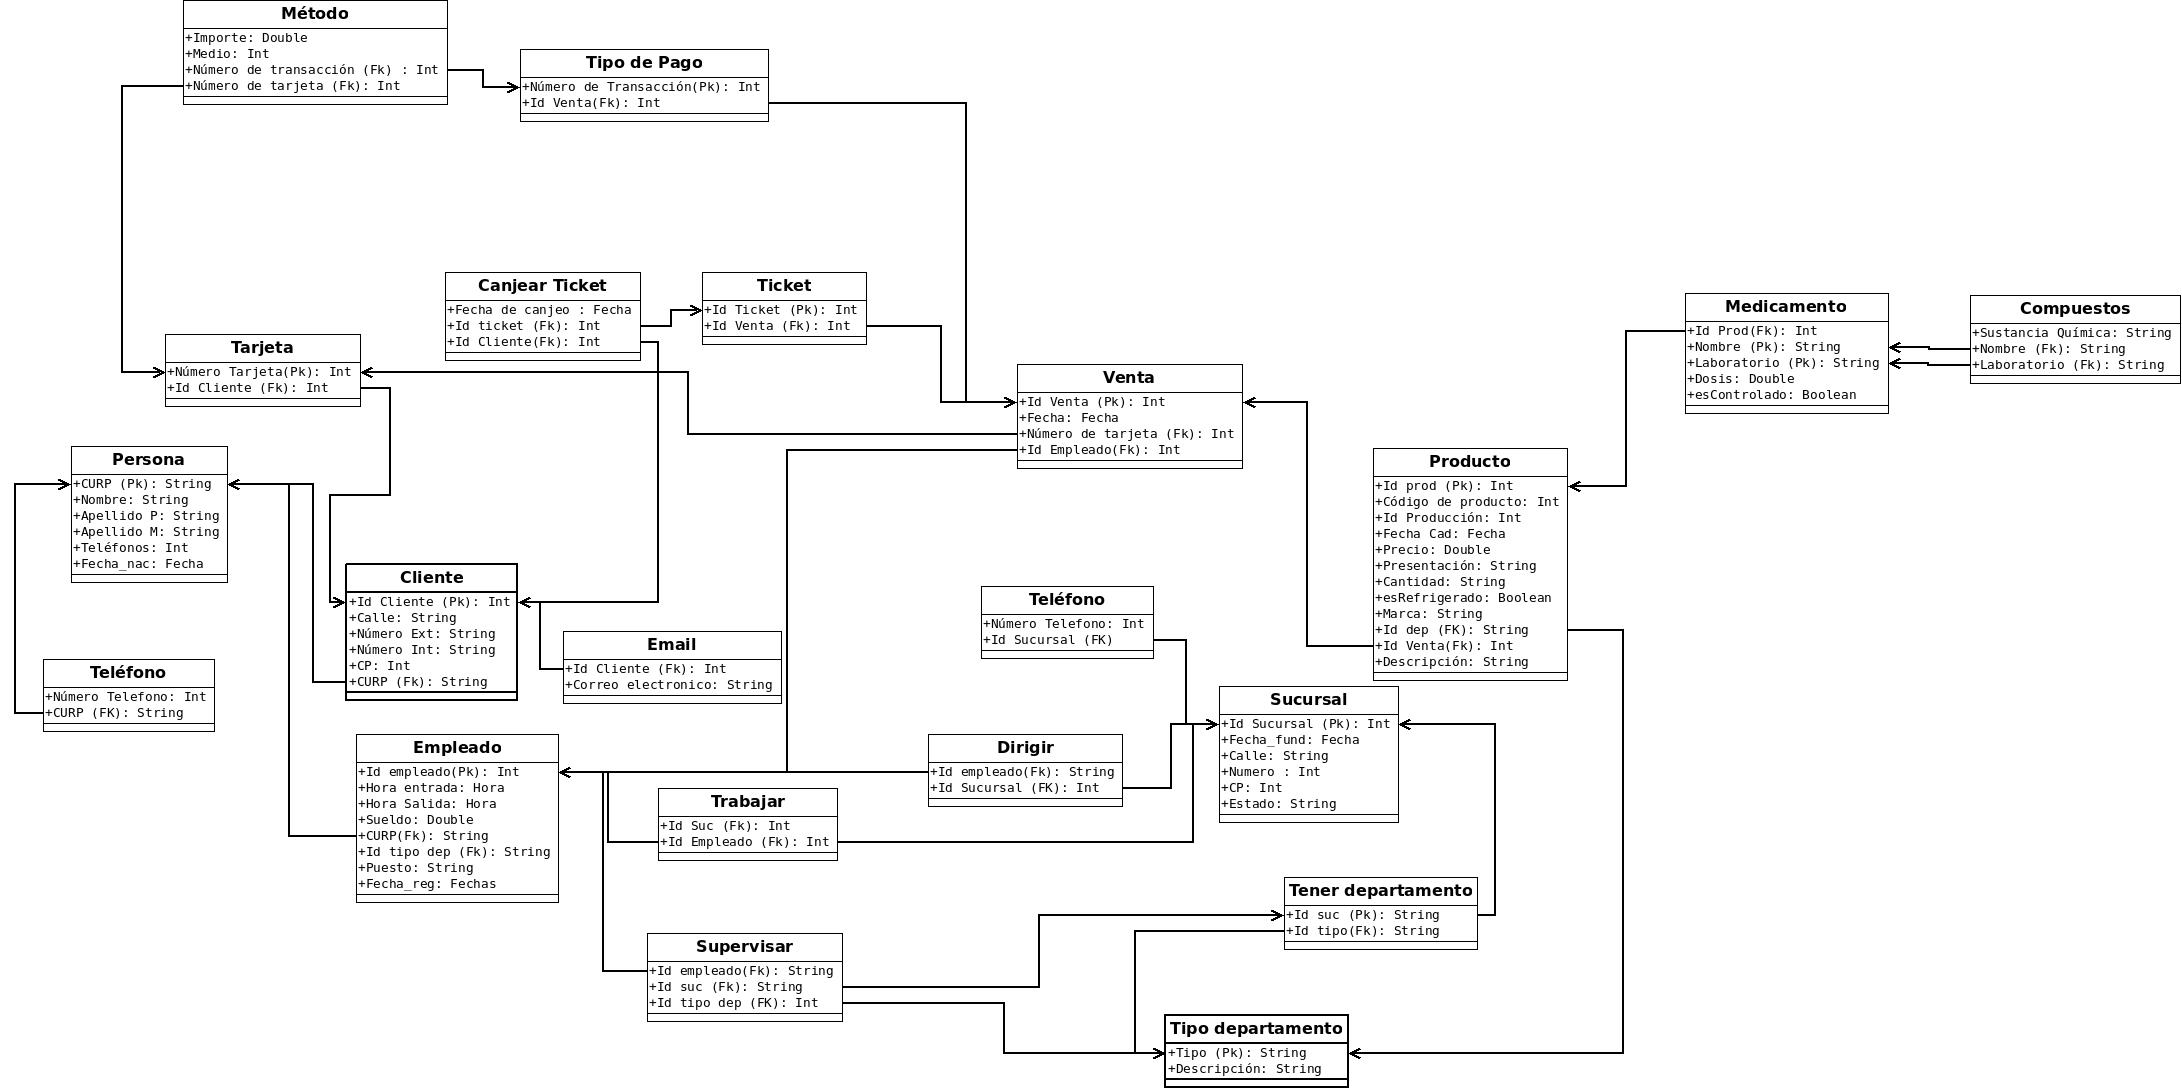 Método
+Importe: Double
+Medio: Int
+Número de transacción (Fk) : Int
+Número de tarjeta (Fk): Int
Tipo de Pago
+Número de Transacción(Pk): Int
+Id Venta(Fk): Int
Canjear Ticket
+Fecha de canjeo : Fecha
+Id ticket (Fk): Int
+Id Cliente(Fk): Int
Ticket
+Id Ticket (Pk): Int
+Id Venta (Fk): Int
Medicamento
+Id Prod(Fk): Int
+Nombre (Pk): String
+Laboratorio (Pk): String
+Dosis: Double
+esControlado: Boolean
Compuestos
+Sustancia Química: String
+Nombre (Fk): String
+Laboratorio (Fk): String
Tarjeta
+Número Tarjeta(Pk): Int
+Id Cliente (Fk): Int
Venta
+Id Venta (Pk): Int
+Fecha: Fecha
+Número de tarjeta (Fk): Int
+Id Empleado(Fk): Int
Persona
+CURP (Pk): String
+Nombre: String
+Apellido P: String
+Apellido M: String
+Teléfonos: Int
+Fecha_nac: Fecha
Producto
+Id prod (Pk): Int
+Código de producto: Int
+Id Producción: Int
+Fecha Cad: Fecha
+Precio: Double
+Presentación: String
+Cantidad: String
+esRefrigerado: Boolean
+Marca: String
+Id dep (FK): String
+Id Venta(Fk): Int
+Descripción: String
Cliente
+Id Cliente (Pk): Int
+Calle: String
+Número Ext: String
+Número Int: String
+CP: Int
+CURP (Fk): String
Teléfono
+Número Telefono: Int
+Id Sucursal (FK)
Email
+Id Cliente (Fk): Int
+Correo electronico: String
Teléfono
+Número Telefono: Int
+CURP (FK): String
Sucursal
+Id Sucursal (Pk): Int
+Fecha_fund: Fecha
+Calle: String
+Numero : Int
+CP: Int
+Estado: String
Empleado
+Id empleado(Pk): Int
+Hora entrada: Hora
+Hora Salida: Hora
+Sueldo: Double
+CURP(Fk): String
+Id tipo dep (Fk): String
+Puesto: String
+Fecha_reg: Fechas
Dirigir
+Id empleado(Fk): String
+Id Sucursal (FK): Int
Trabajar
+Id Suc (Fk): Int
+Id Empleado (Fk): Int
Tener departamento
+Id suc (Pk): String
+Id tipo(Fk): String
Supervisar
+Id empleado(Fk): String
+Id suc (Fk): String
+Id tipo dep (FK): Int
Tipo departamento
+Tipo (Pk): String
+Descripción: String